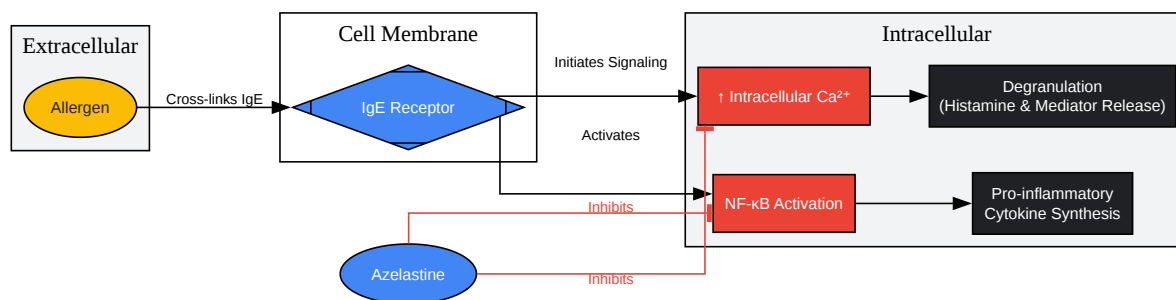 Extracellular
Allergen
Cross-links IgE
Cell Membrane
IgE Receptor
Initiates Signaling
Activates
Intracellular
↑ Intracellular Ca²⁺
Degranulation
(Histamine & Mediator Release)
NF-κB Activation
Pro-inflammatory
Cytokine Synthesis
Inhibits
Azelastine
Inhibits